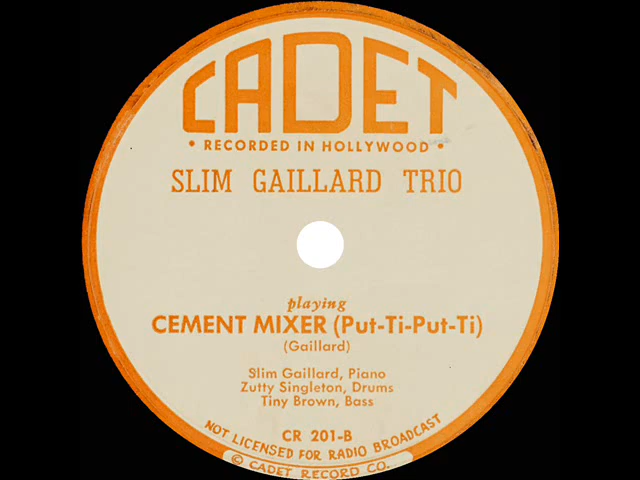 CADET
• RECORDED IN HOLLYWOOD •
SLIM GAILLARD TRIO
playing
CEMENT MIXER (Put-Ti-Put-Ti)
(Gaillard)
Slim Gaillard, Piano
Zutty Singleton, Drums
Tiny Brown, Bass
CR 201-B
NOT LICENSED FOR RADIO BROADCAST
© CADET RECORD CO.